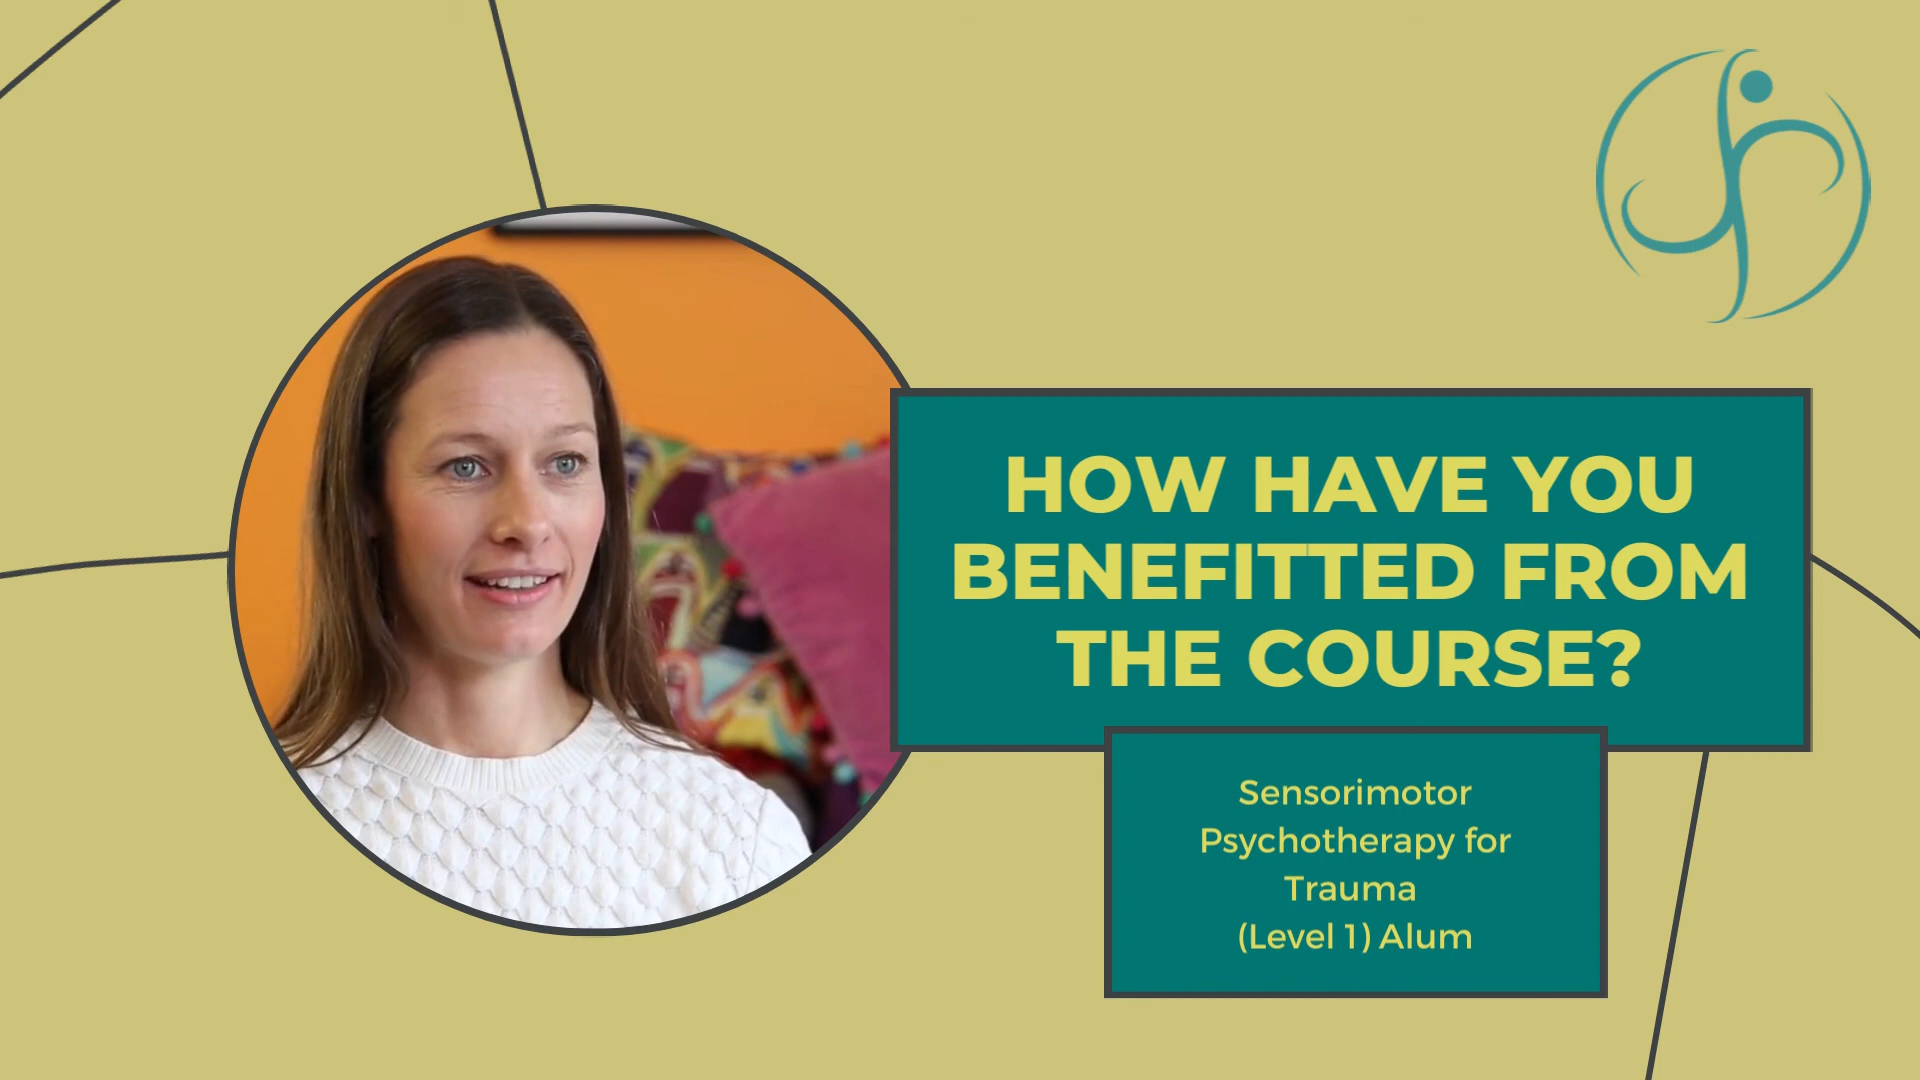 HOW HAVE YOU
BENEFITTED FROM
THE COURSE?
Sensorimotor
Psychotherapy for
Trauma
(Level 1) Alum